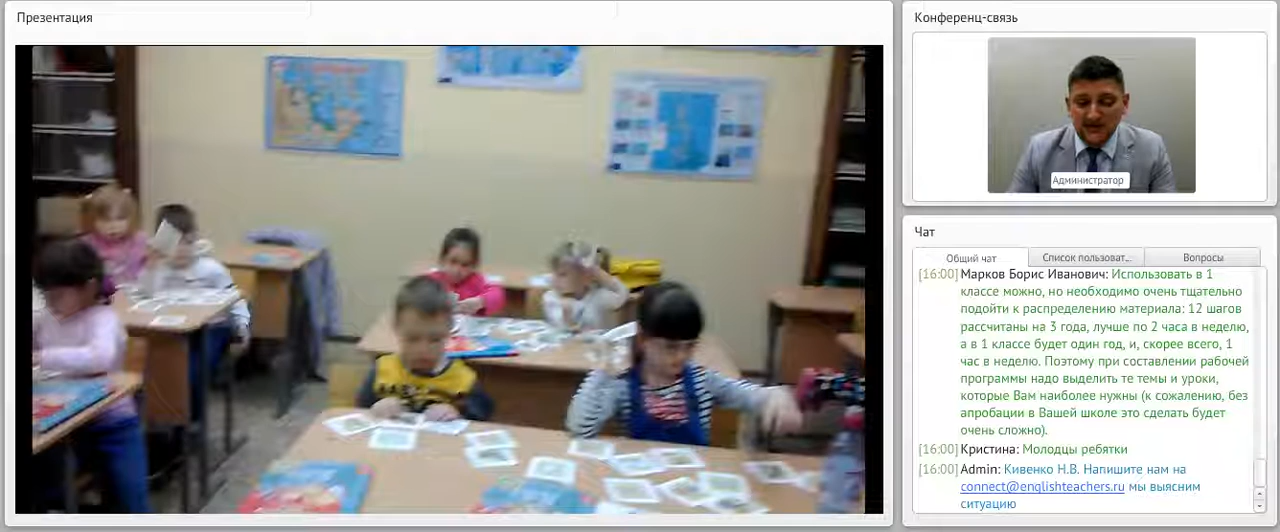 Презентация
Конференц-связь
Администратор
Чат
Общий чат
Список пользоват...
Вопросы
[16:00] Марков Борис Иванович: Использовать в 1
классе можно, но необходимо очень тщательно
подойти к распределению материала: 12 шагов
рассчитаны на 3 года, лучше по 2 часа в неделю,
а в 1 классе будет один год, и, скорее всего, 1
час в неделю. Поэтому при составлении рабочей
программы надо выделить те темы и уроки,
которые Вам наиболее нужны (к сожалению, без
апробации в Вашей школе это сделать будет
очень сложно).
[16:00] Кристина: Молодцы ребятки
[16:00] Admin: Кивенко Н.В. Напишите нам на
connect@englishteachers.ru мы выясним
ситуацию